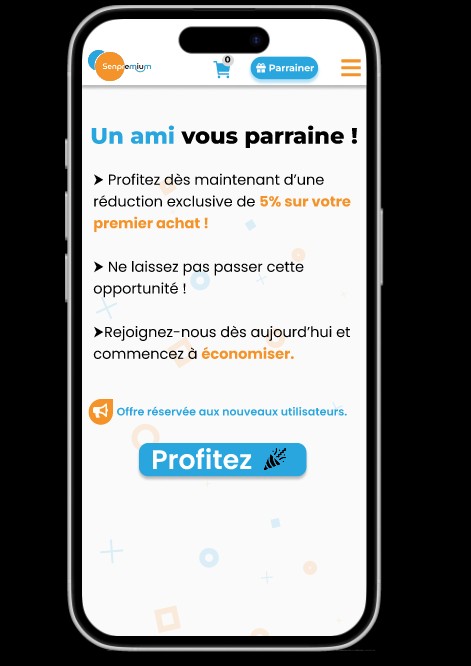 Senpremium
0
Parrainer
Un ami vous parraine !
➤ Profitez dès maintenant d’une
réduction exclusive de 5% sur votre
premier achat !
➤ Ne laissez pas passer cette
opportunité !
➤Rejoignez-nous dès aujourd’hui et
commencez à économiser.
Offre réservée aux nouveaux utilisateurs.
Profitez